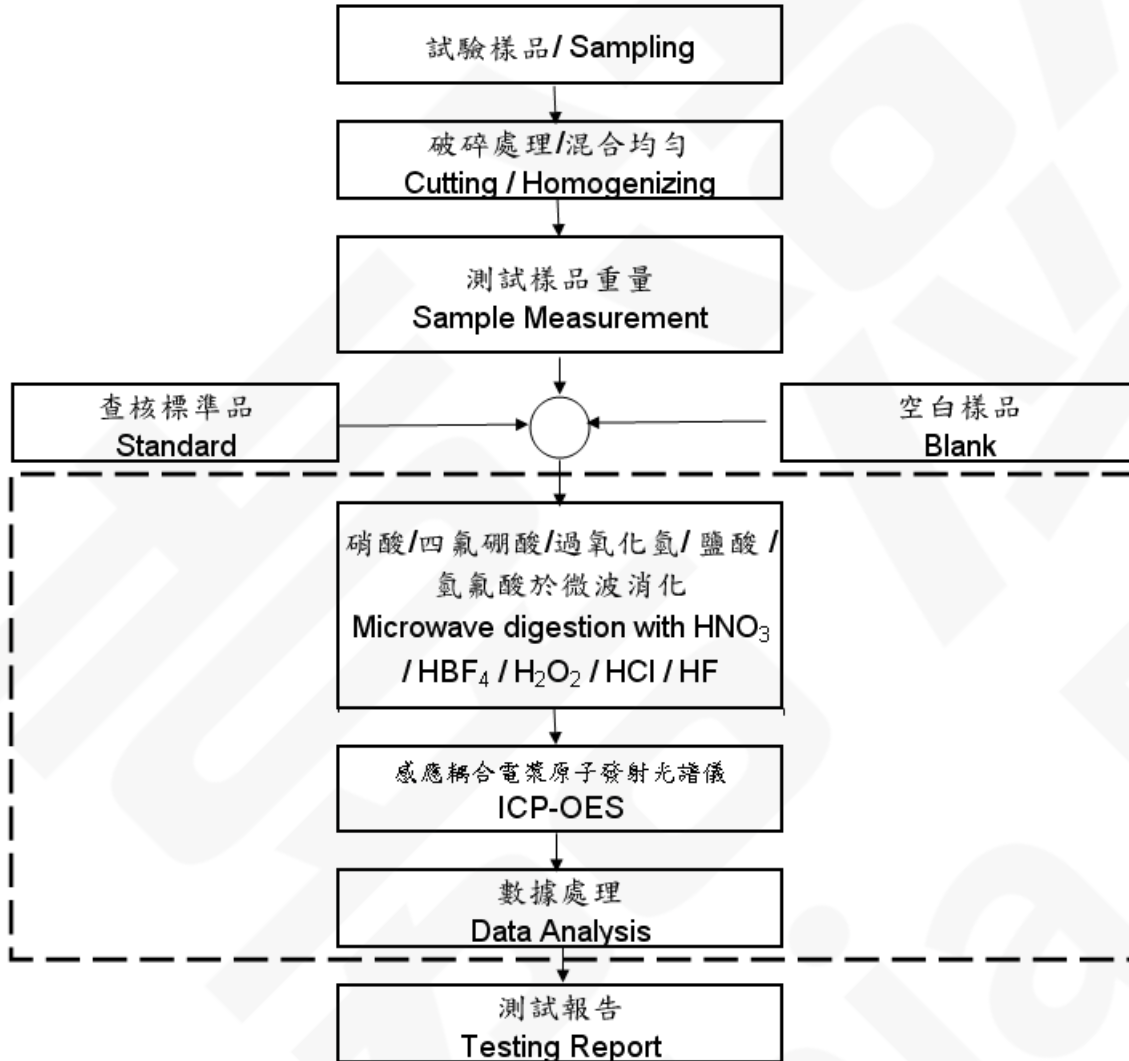 試驗樣品/ Sampling
破碎處理/混合均勻
Cutting / Homogenizing
測試樣品重量
Sample Measurement
查核標準品
Standard
空白樣品
Blank
硝酸/四氟硼酸/過氧化氫/ 鹽酸 /
氫氟酸於微波消化
Microwave digestion with HNO₃
/ HBF₄ / H₂O₂ / HCl / HF
感應耦合電漿原子發射光譜儀
ICP-OES
數據處理
Data Analysis
測試報告
Testing Report